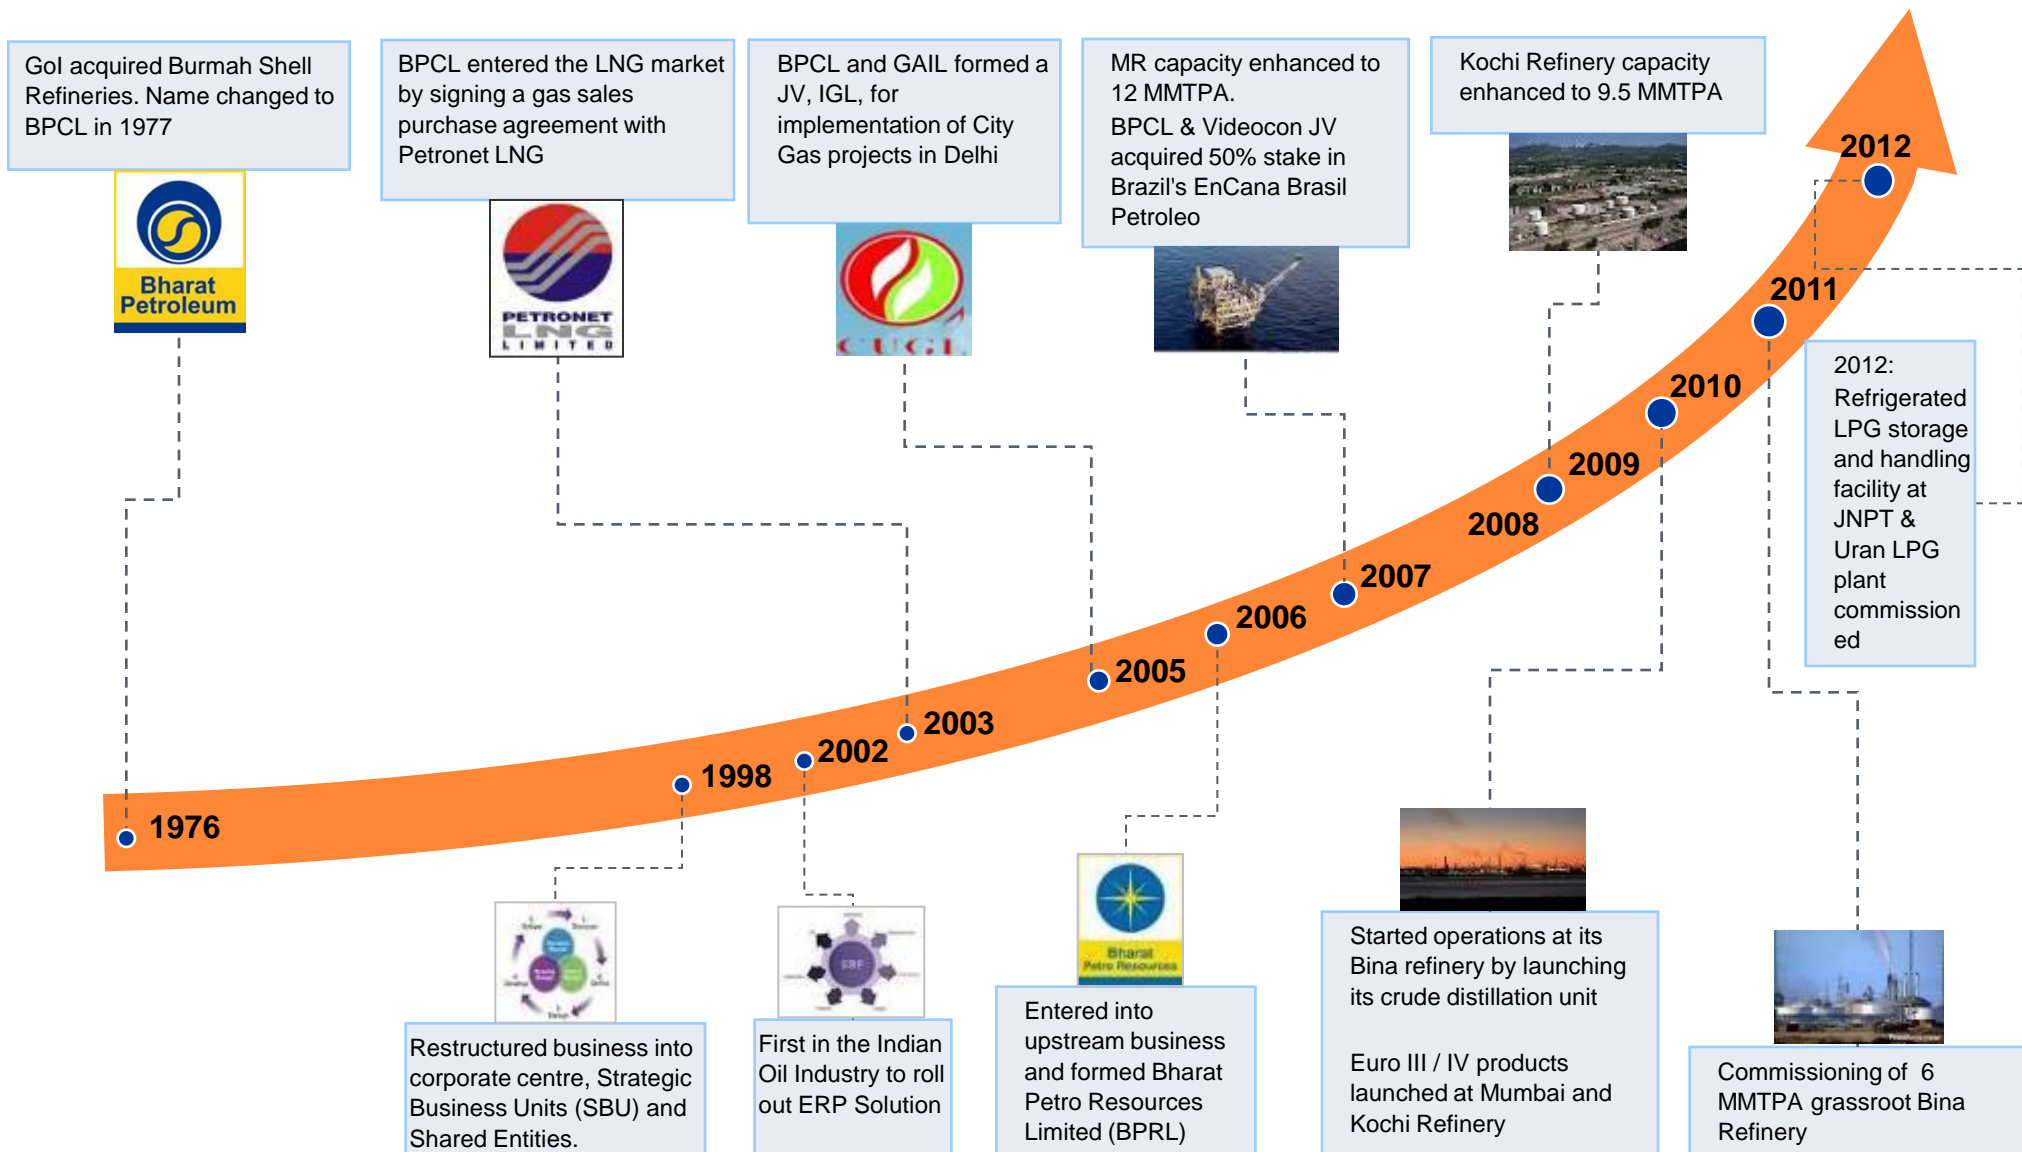 GoI acquired Burmah Shell
Refineries. Name changed to
BPCL in 1977
BPCL entered the LNG market
by signing a gas sales
purchase agreement with
Petronet LNG
BPCL and GAIL formed a
JV, IGL, for
implementation of City
Gas projects in Delhi
MR capacity enhanced to
12 MMTPA.
BPCL & Videocon JV
acquired 50% stake in
Brazil's EnCana Brasil
Petroleo
Kochi Refinery capacity
enhanced to 9.5 MMTPA
Bharat
Petroleum
PETRONET
LNG
LIMITED
CUGL
2012
2011
2010
2009
2008
2007
2006
2005
2003
2002
1998
1976
2012:
Refrigerated
LPG storage
and handling
facility at
JNPT &
Uran LPG
plant
commission
ed
ERP
Bharat
Petro Resources
Restructured business into
corporate centre, Strategic
Business Units (SBU) and
Shared Entities.
First in the Indian
Oil Industry to roll
out ERP Solution
Entered into
upstream business
and formed Bharat
Petro Resources
Limited (BPRL)
Started operations at its
Bina refinery by launching
its crude distillation unit
Euro III / IV products
launched at Mumbai and
Kochi Refinery
Commissioning of 6
MMTPA grassroot Bina
Refinery